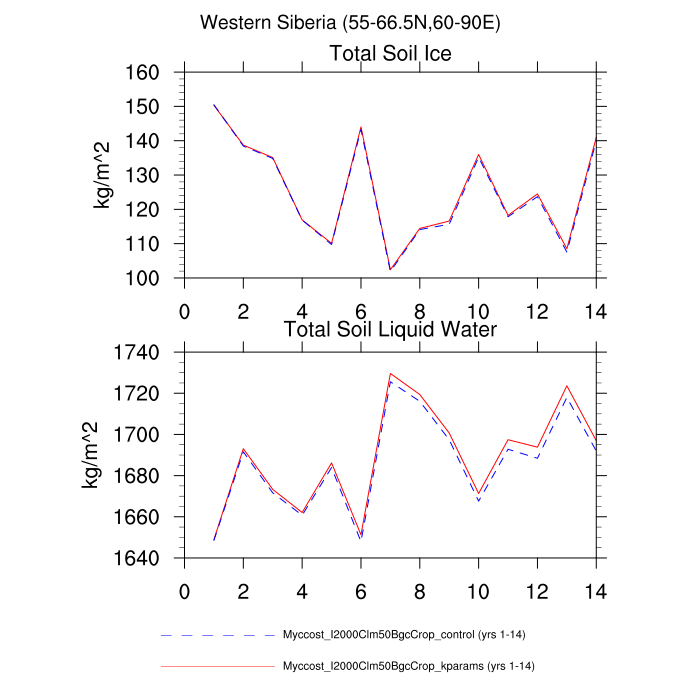 Western Siberia (55-66.5N,60-90E)
Total Soil Ice
160
150
140
130
120
110
100
kg/m^2
0 2 4 6 8 10 12 14
Total Soil Liquid Water
1740
1720
1700
1680
1660
1640
kg/m^2
0 2 4 6 8 10 12 14
Myccost_I2000Clm50BgcCrop_control (yrs 1-14)
Myccost_I2000Clm50BgcCrop_kparams (yrs 1-14)